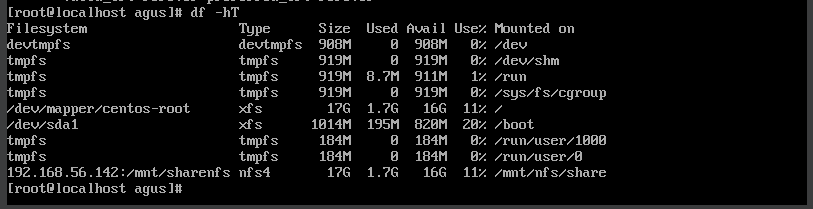 [root@localhost agus]# df -hT
Filesystem                   Type      Size  Used Avail Use% Mounted on
devtmpfs                     devtmpfs  908M     0  908M   0% /dev
tmpfs                        tmpfs     919M     0  919M   0% /dev/shm
tmpfs                        tmpfs     919M  8.7M  911M   1% /run
tmpfs                        tmpfs     919M     0  919M   0% /sys/fs/cgroup
/dev/mapper/centos-root      xfs        17G  1.7G   16G  11% /
/dev/sda1                    xfs      1014M  195M  820M  20% /boot
tmpfs                        tmpfs     184M     0  184M   0% /run/user/1000
tmpfs                        tmpfs     184M     0  184M   0% /run/user/0
192.168.56.142:/mnt/sharenfs nfs4       17G  1.7G   16G  11% /mnt/nfs/share
[root@localhost agus]#